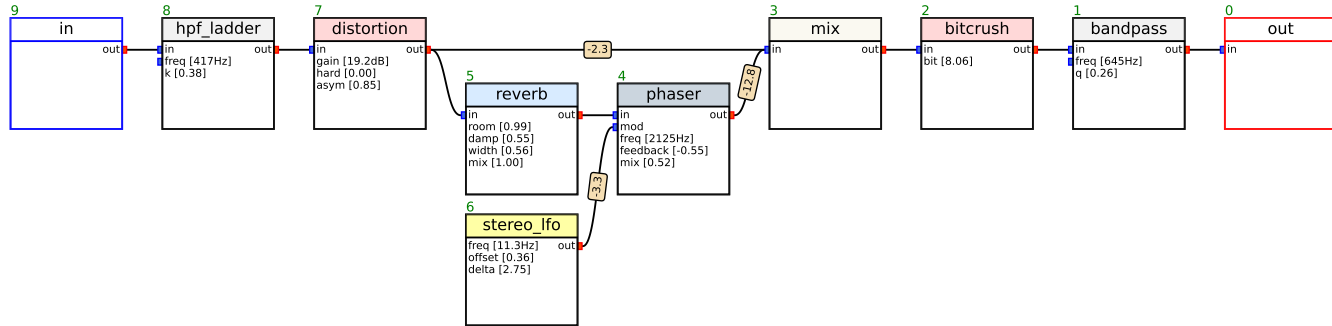 9
in
out
8
hpf_ladder
in out
freq [417Hz]
k [0.38]
7
distortion
in out
gain [19.2dB]
hard [0.00]
asym [0.85]
-2.3
3
mix
in out
2
bitcrush
in out
bit [8.06]
1
bandpass
in out
freq [645Hz]
q [0.26]
0
out
in
5
reverb
in out
room [0.99]
damp [0.55]
width [0.56]
mix [1.00]
4
phaser
in out
mod
freq [2125Hz]
feedback [-0.55]
mix [0.52]
-12.8
-3.3
6
stereo_lfo
freq [11.3Hz] out
offset [0.36]
delta [2.75]